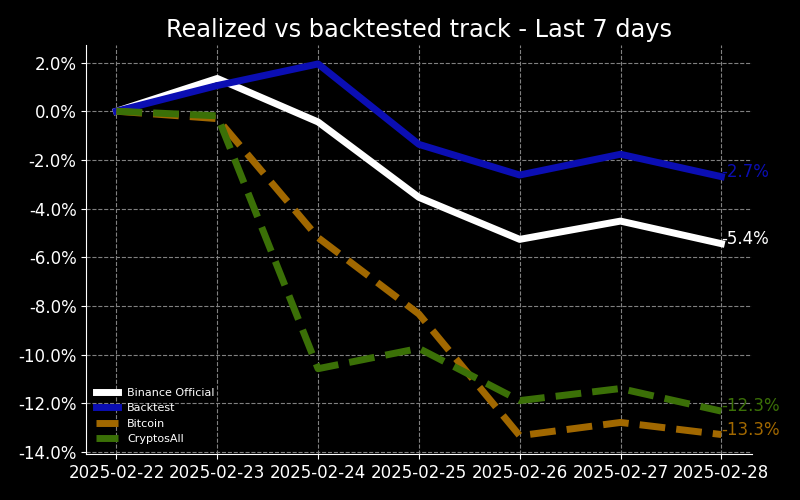 Realized vs backtested track - Last 7 days
2.0%
0.0%
-2.0%
-4.0%
-6.0%
-8.0%
-10.0%
-12.0%
-14.0%
-2.7%
-5.4%
-12.3%
-13.3%
Binance Official
Backtest
Bitcoin
CryptosAll
2025-02-22 2025-02-23 2025-02-24 2025-02-25 2025-02-26 2025-02-27 2025-02-28